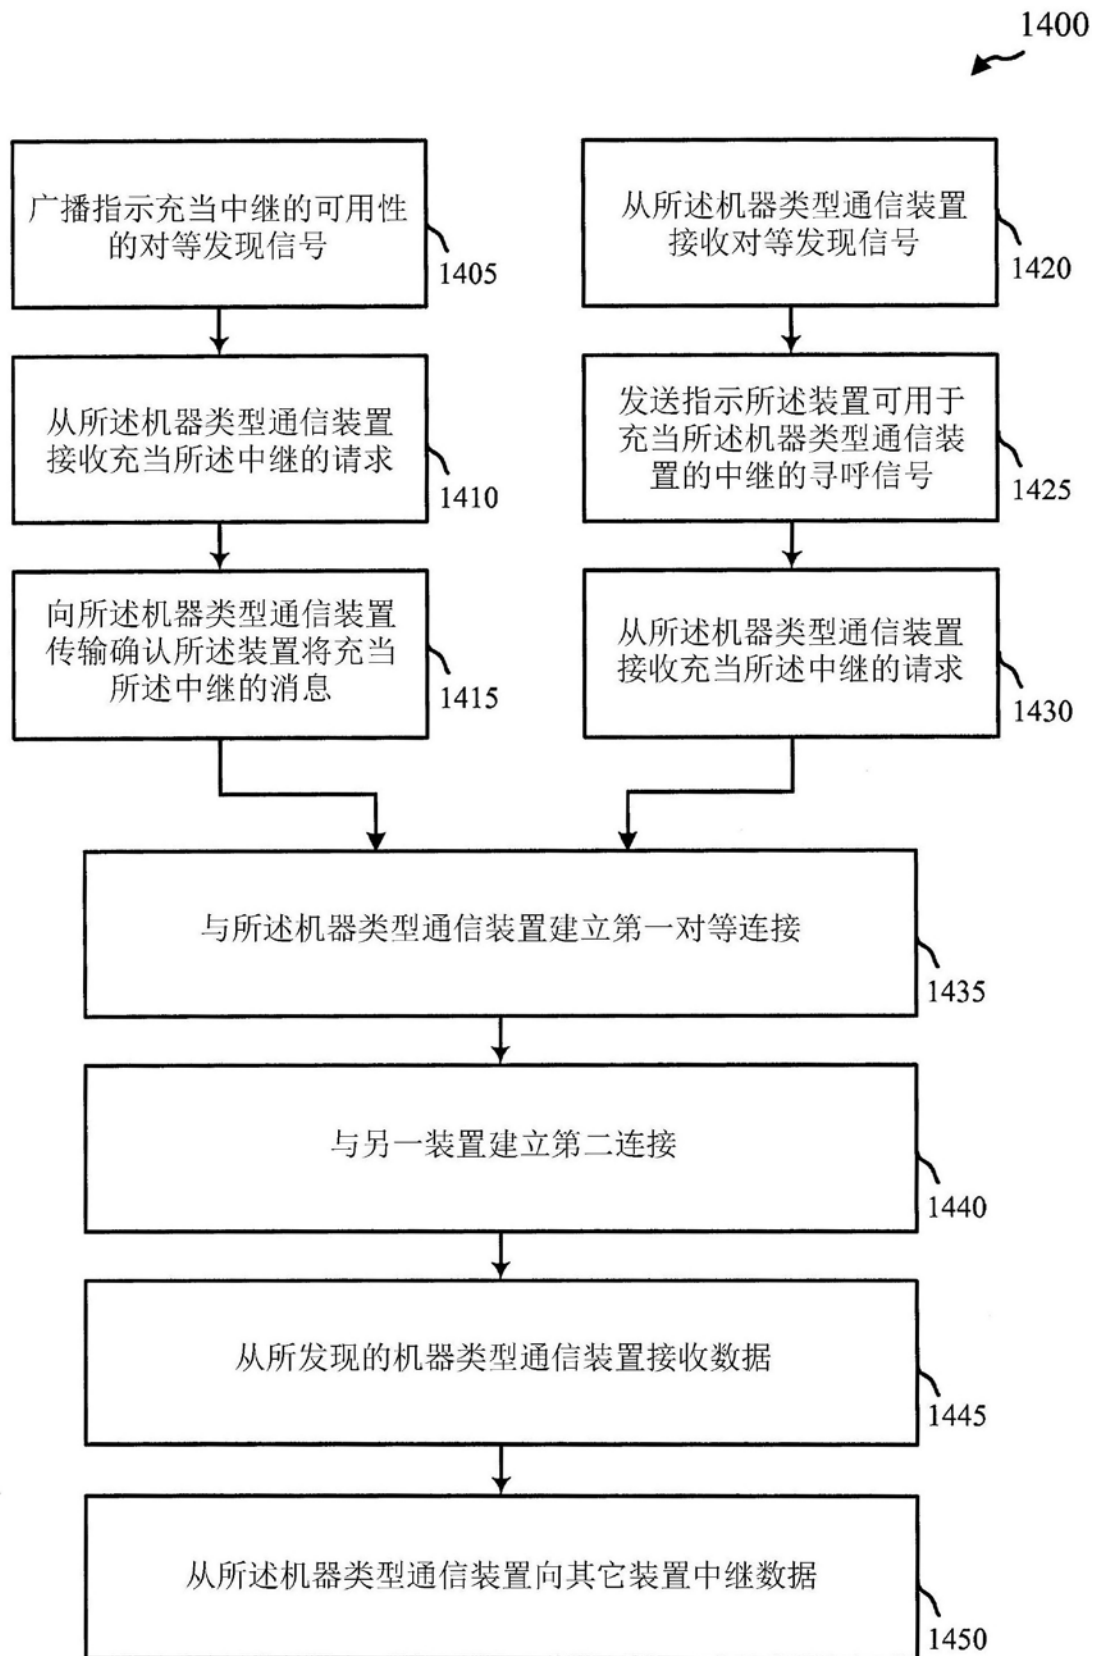 1400
广播指示充当中继的可用性
的对等发现信号
1405
从所述机器类型通信装置
接收充当所述中继的请求
1410
向所述机器类型通信装置
传输确认所述装置将充当
所述中继的消息
1415
从所述机器类型通信装置
接收对等发现信号
1420
发送指示所述装置可用于
充当所述机器类型通信装
置的中继的寻呼信号
1425
从所述机器类型通信装置
接收充当所述中继的请求
1430
与所述机器类型通信装置建立第一对等连接
1435
与另一装置建立第二连接
1440
从所发现的机器类型通信装置接收数据
1445
从所述机器类型通信装置向其它装置中继数据
1450